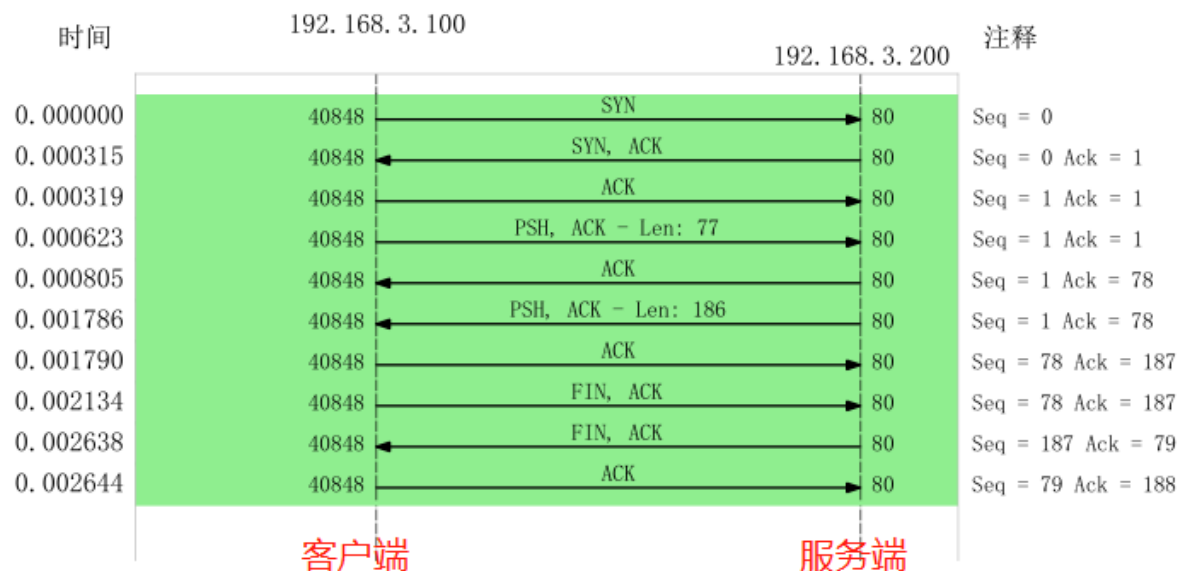 时间 192.168.3.100 192.168.3.200 注释
0.000000 40848 SYN 80 Seq = 0
0.000315 40848 SYN, ACK 80 Seq = 0 Ack = 1
0.000319 40848 ACK 80 Seq = 1 Ack = 1
0.000623 40848 PSH, ACK - Len: 77 80 Seq = 1 Ack = 1
0.000805 40848 ACK 80 Seq = 1 Ack = 78
0.001786 40848 PSH, ACK - Len: 186 80 Seq = 1 Ack = 78
0.001790 40848 ACK 80 Seq = 78 Ack = 187
0.002134 40848 FIN, ACK 80 Seq = 78 Ack = 187
0.002638 40848 FIN, ACK 80 Seq = 187 Ack = 79
0.002644 40848 ACK 80 Seq = 79 Ack = 188
客户端 服务端